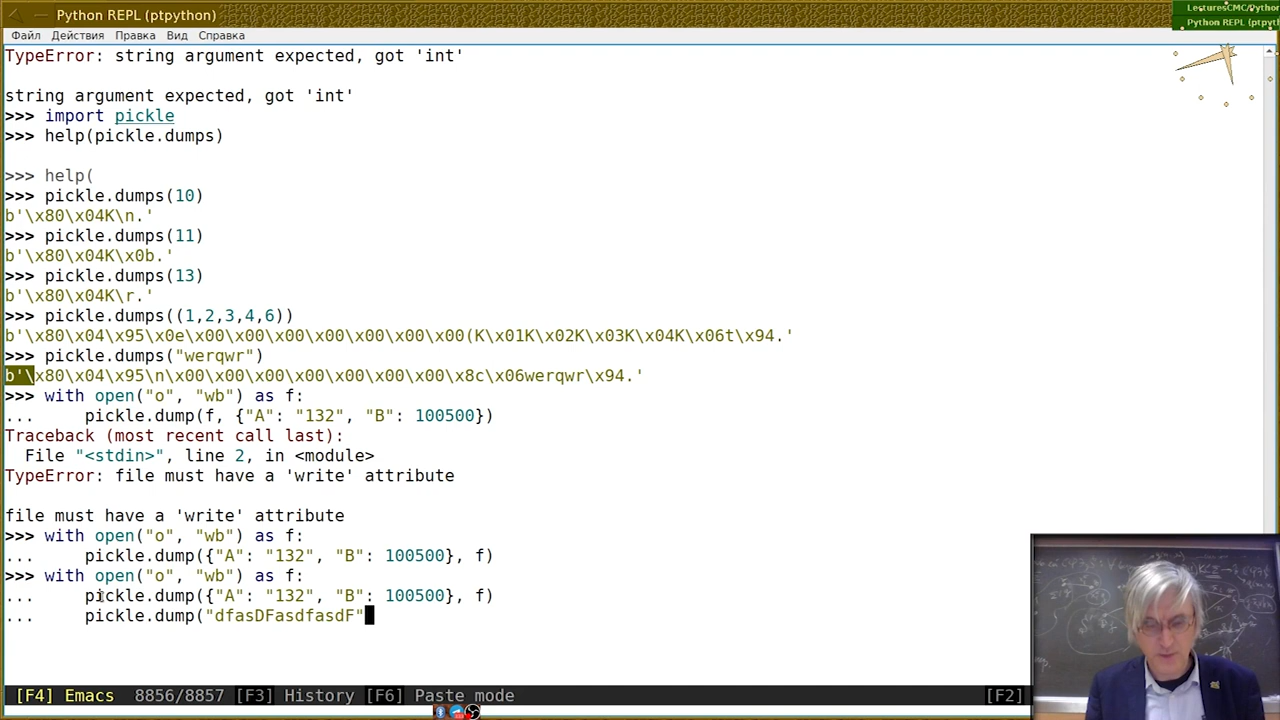 Python REPL (ptpython)
LecturesCMC/Python
Python REPL (ptpyth
Файл Действия Правка Вид Справка
TypeError: string argument expected, got 'int'
string argument expected, got 'int'
>>> import pickle
>>> help(pickle.dumps)
>>> help(
>>> pickle.dumps(10)
b'\x80\x04K\n.'
>>> pickle.dumps(11)
b'\x80\x04K\x0b.'
>>> pickle.dumps(13)
b'\x80\x04K\r.'
>>> pickle.dumps((1,2,3,4,6))
b'\x80\x04\x95\x0e\x00\x00\x00\x00\x00\x00\x00(K\x01K\x02K\x03K\x04K\x06t\x94.'
>>> pickle.dumps("werqwr")
b'\x80\x04\x95\n\x00\x00\x00\x00\x00\x00\x00\x8c\x06werqwr\x94.'
>>> with open("o", "wb") as f:
...     pickle.dump(f, {"A": "132", "B": 100500})
Traceback (most recent call last):
  File "<stdin>", line 2, in <module>
TypeError: file must have a 'write' attribute
file must have a 'write' attribute
>>> with open("o", "wb") as f:
...     pickle.dump({"A": "132", "B": 100500}, f)
>>> with open("o", "wb") as f:
...     pickle.dump({"A": "132", "B": 100500}, f)
...     pickle.dump("dfasDFasdfasdF"
[F4] Emacs 8856/8857 [F3] History [F6] Paste mode [F2]